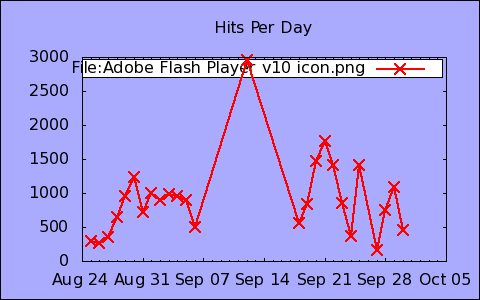 Hits Per Day
3000
File:Adobe Flash Player v10 icon.png
2500
2000
1500
1000
500
0
Aug 24 Aug 31 Sep 07 Sep 14 Sep 21 Sep 28 Oct 05